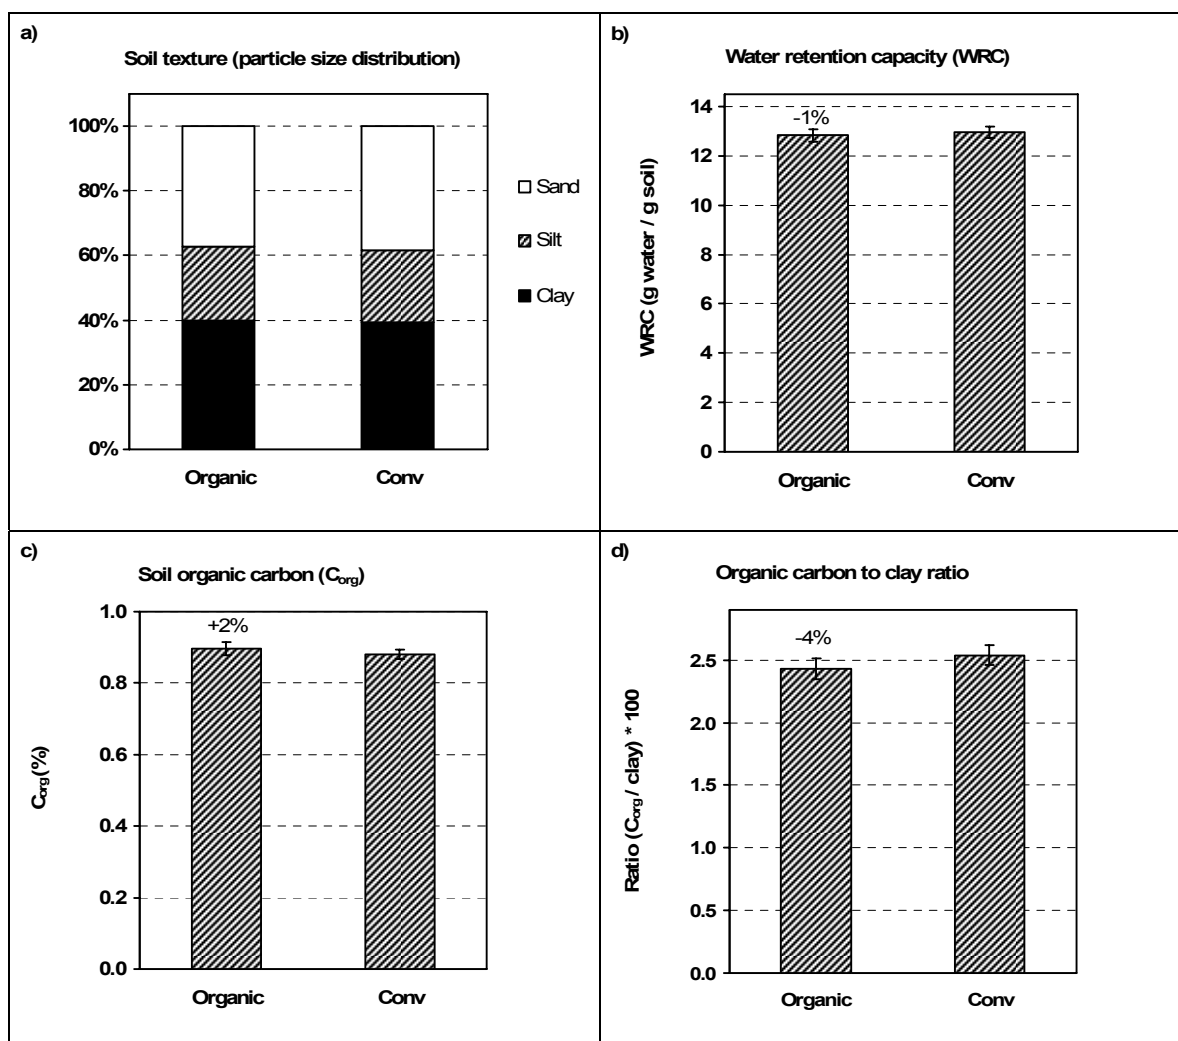 a)
Soil texture (particle size distribution)
100%
80%
60%
40%
20%
0%
Organic
Conv
Sand
Silt
Clay
b)
Water retention capacity (WRC)
WRC (g water / g soil)
14
12
10
8
6
4
2
0
-1%
Organic
Conv
c)
Soil organic carbon (Corg)
Corg (%)
1.0
0.8
0.6
0.4
0.2
0.0
+2%
Organic
Conv
d)
Organic carbon to clay ratio
Ratio (Corg / clay) * 100
2.5
2.0
1.5
1.0
0.5
0.0
-4%
Organic
Conv